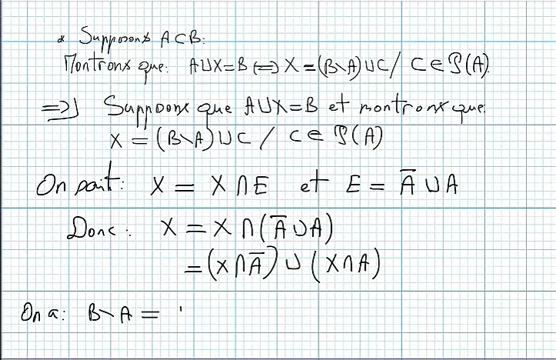 * Supposons A⊂B.
Montrons que: A∪X=B ⟺ X=(B\A)∪C / C∈𝒫(A).
⟹) Supposons que A∪X=B et montrons que
X=(B\A)∪C / C∈𝒫(A)
On sait: X = X∩E et E = A̅∪A
Donc: X = X∩(A̅∪A)
=(X∩A̅)∪(X∩A)
On a: B\A =